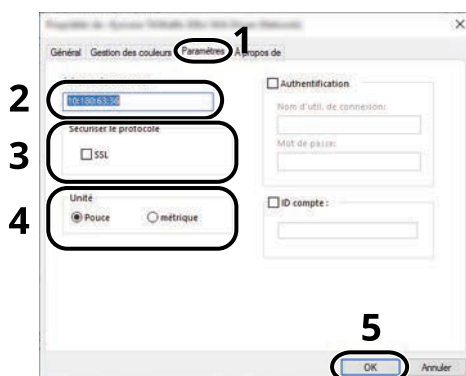 1
Général Gestion des couleurs Paramètres À propos de
2
10:180:63:36
Authentification
Nom d'util. de connexion:
3
Sécuriser le protocole
SSL
Mot de passe:
4
Unité
Pouce métrique
ID compte :
5
OK Annuler